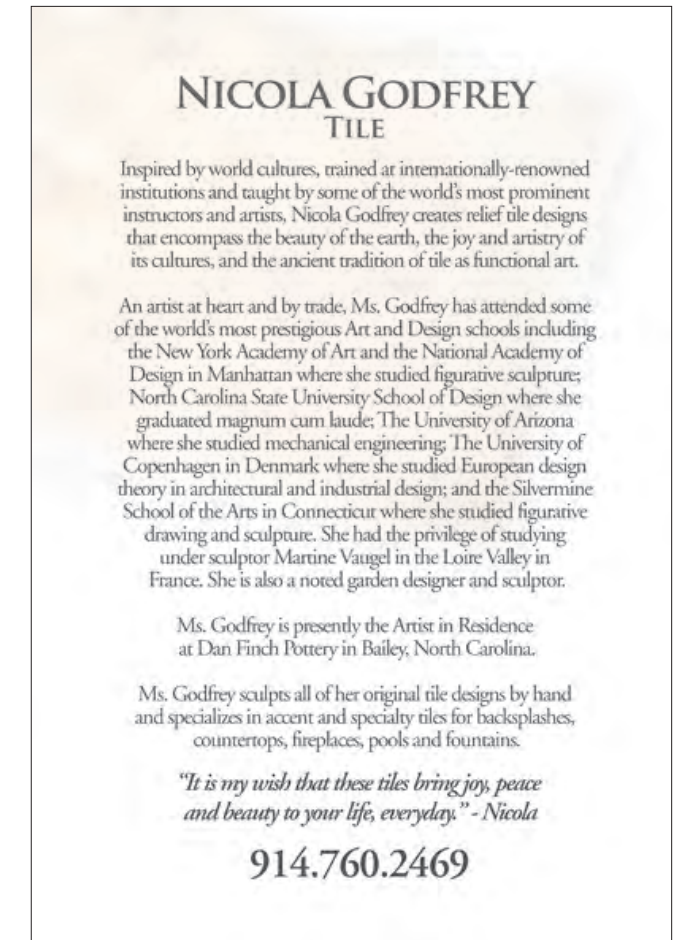 NICOLA GODFREY
TILE
Inspired by world cultures, trained at internationally-renowned
institutions and taught by some of the world's most prominent
instructors and artists, Nicola Godfrey creates relief tile designs
that encompass the beauty of the earth, the joy and artistry of
its cultures, and the ancient tradition of tile as functional art.
An artist at heart and by trade, Ms. Godfrey has attended some
of the world's most prestigious Art and Design schools including
the New York Academy of Art and the National Academy of
Design in Manhattan where she studied figurative sculpture;
North Carolina State University School of Design where she
graduated magnum cum laude; The University of Arizona
where she studied mechanical engineering; The University of
Copenhagen in Denmark where she studied European design
theory in architectural and industrial design; and the Silvermine
School of the Arts in Connecticut where she studied figurative
drawing and sculpture. She had the privilege of studying
under sculptor Martine Vaugel in the Loire Valley in
France. She is also a noted garden designer and sculptor.
Ms. Godfrey is presently the Artist in Residence
at Dan Finch Pottery in Bailey, North Carolina.
Ms. Godfrey sculpts all of her original tile designs by hand
and specializes in accent and specialty tiles for backsplashes,
countertops, fireplaces, pools and fountains.
"It is my wish that these tiles bring joy, peace
and beauty to your life, everyday." - Nicola
914.760.2469